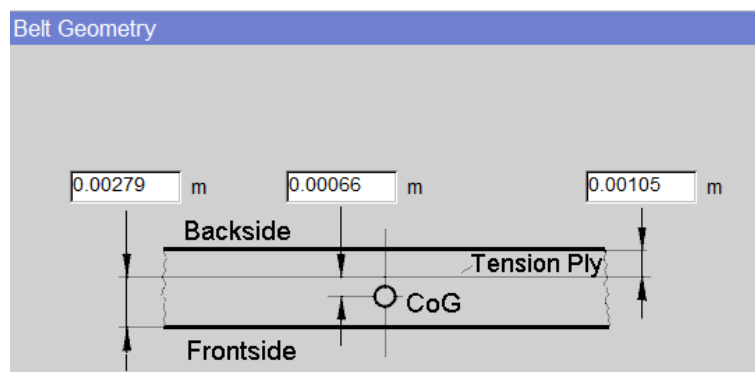 Belt Geometry
0.00279 m 0.00066 m 0.00105 m
Backside
Tension Ply
CoG
Frontside